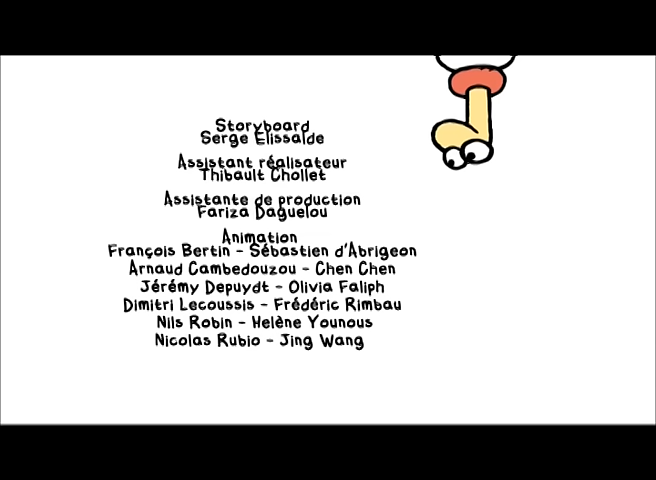 Storyboard
Serge Elissalde
Assistant réalisateur
Thibault Chollet
Assistante de production
Fariza Daguelou
Animation
François Bertin - Sébastien d'Abrigeon
Arnaud Cambedouzou - Chen Chen
Jérémy Depuydt - Olivia Faliph
Dimitri Lecoussis - Frédéric Rimbau
Nils Robin - Helène Younous
Nicolas Rubio - Jing Wang